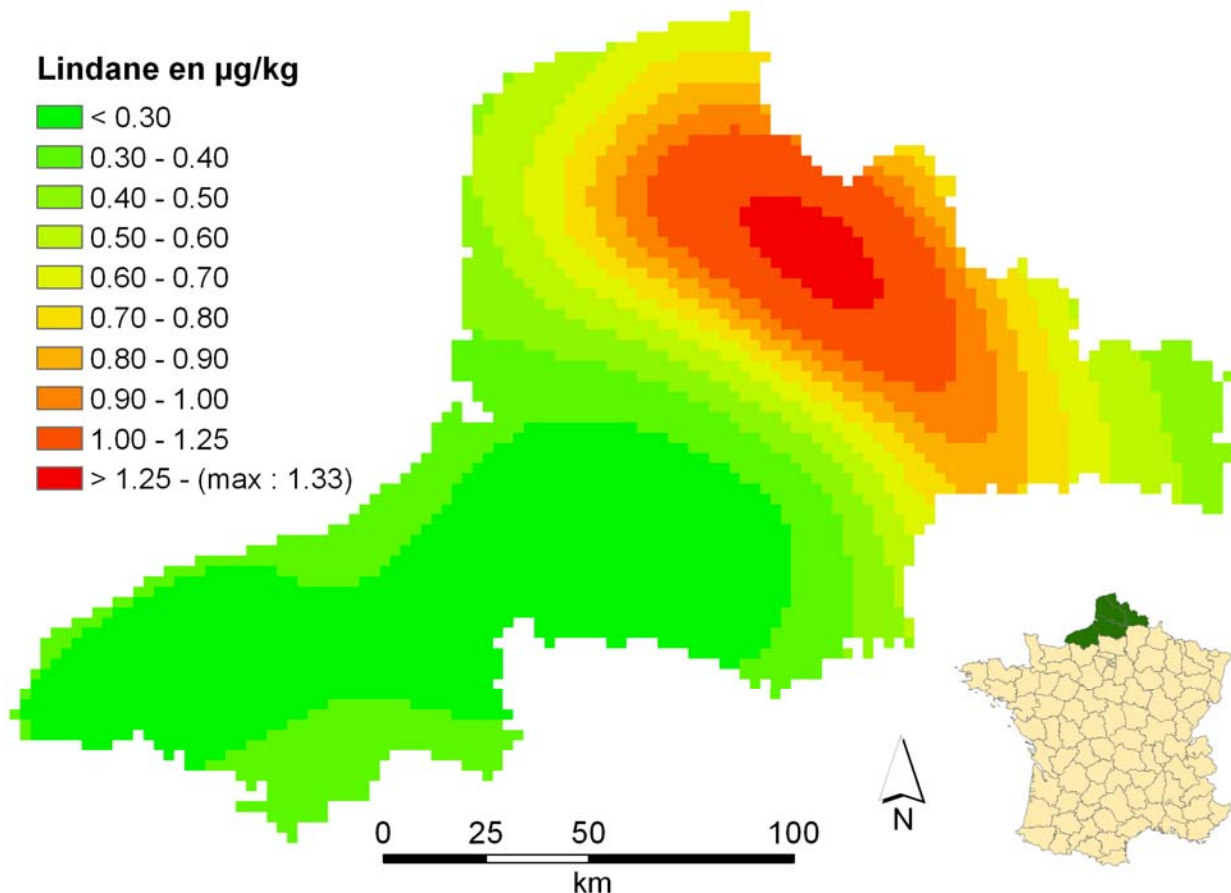 Lindane en µg/kg
< 0.30
0.30 - 0.40
0.40 - 0.50
0.50 - 0.60
0.60 - 0.70
0.70 - 0.80
0.80 - 0.90
0.90 - 1.00
1.00 - 1.25
> 1.25 - (max : 1.33)
N
0 25 50 100
km